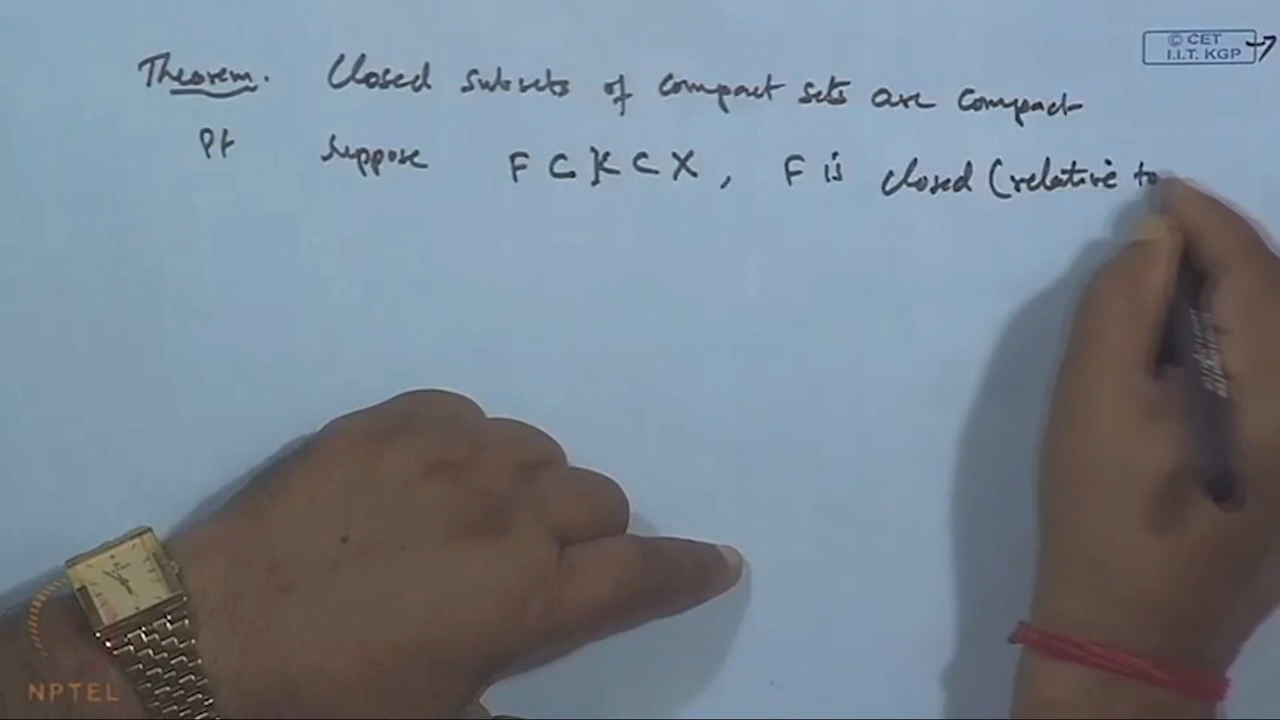 © CET
I.I.T. KGP
Theorem. Closed subsets of compact sets are compact
Pf Suppose F ⊂ K ⊂ X, F is closed (relative to
NPTEL